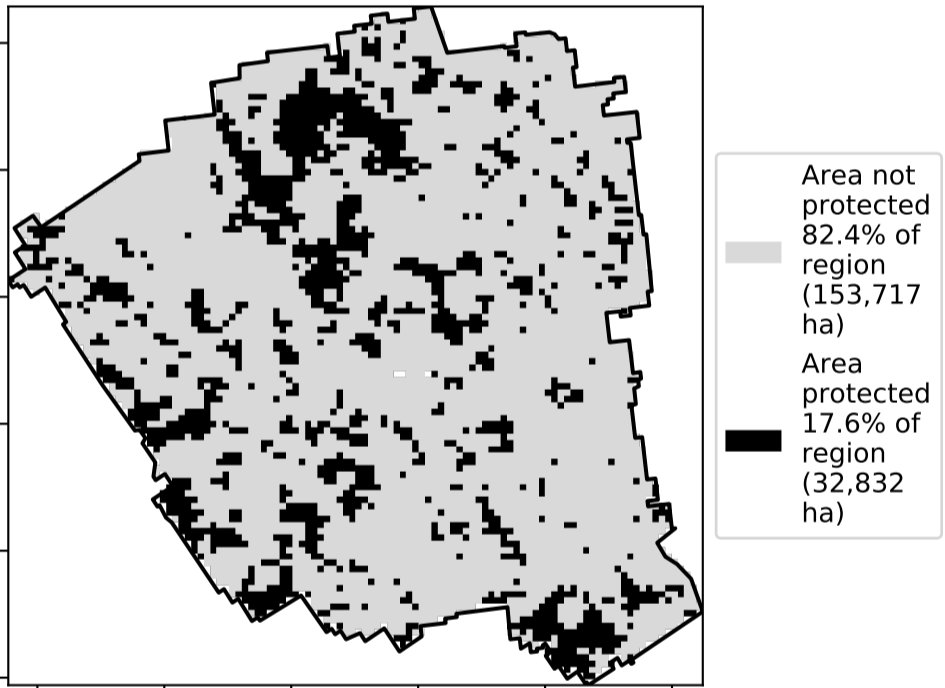 Area not
protected
82.4% of
region
(153,717
ha)
Area
protected
17.6% of
region
(32,832
ha)